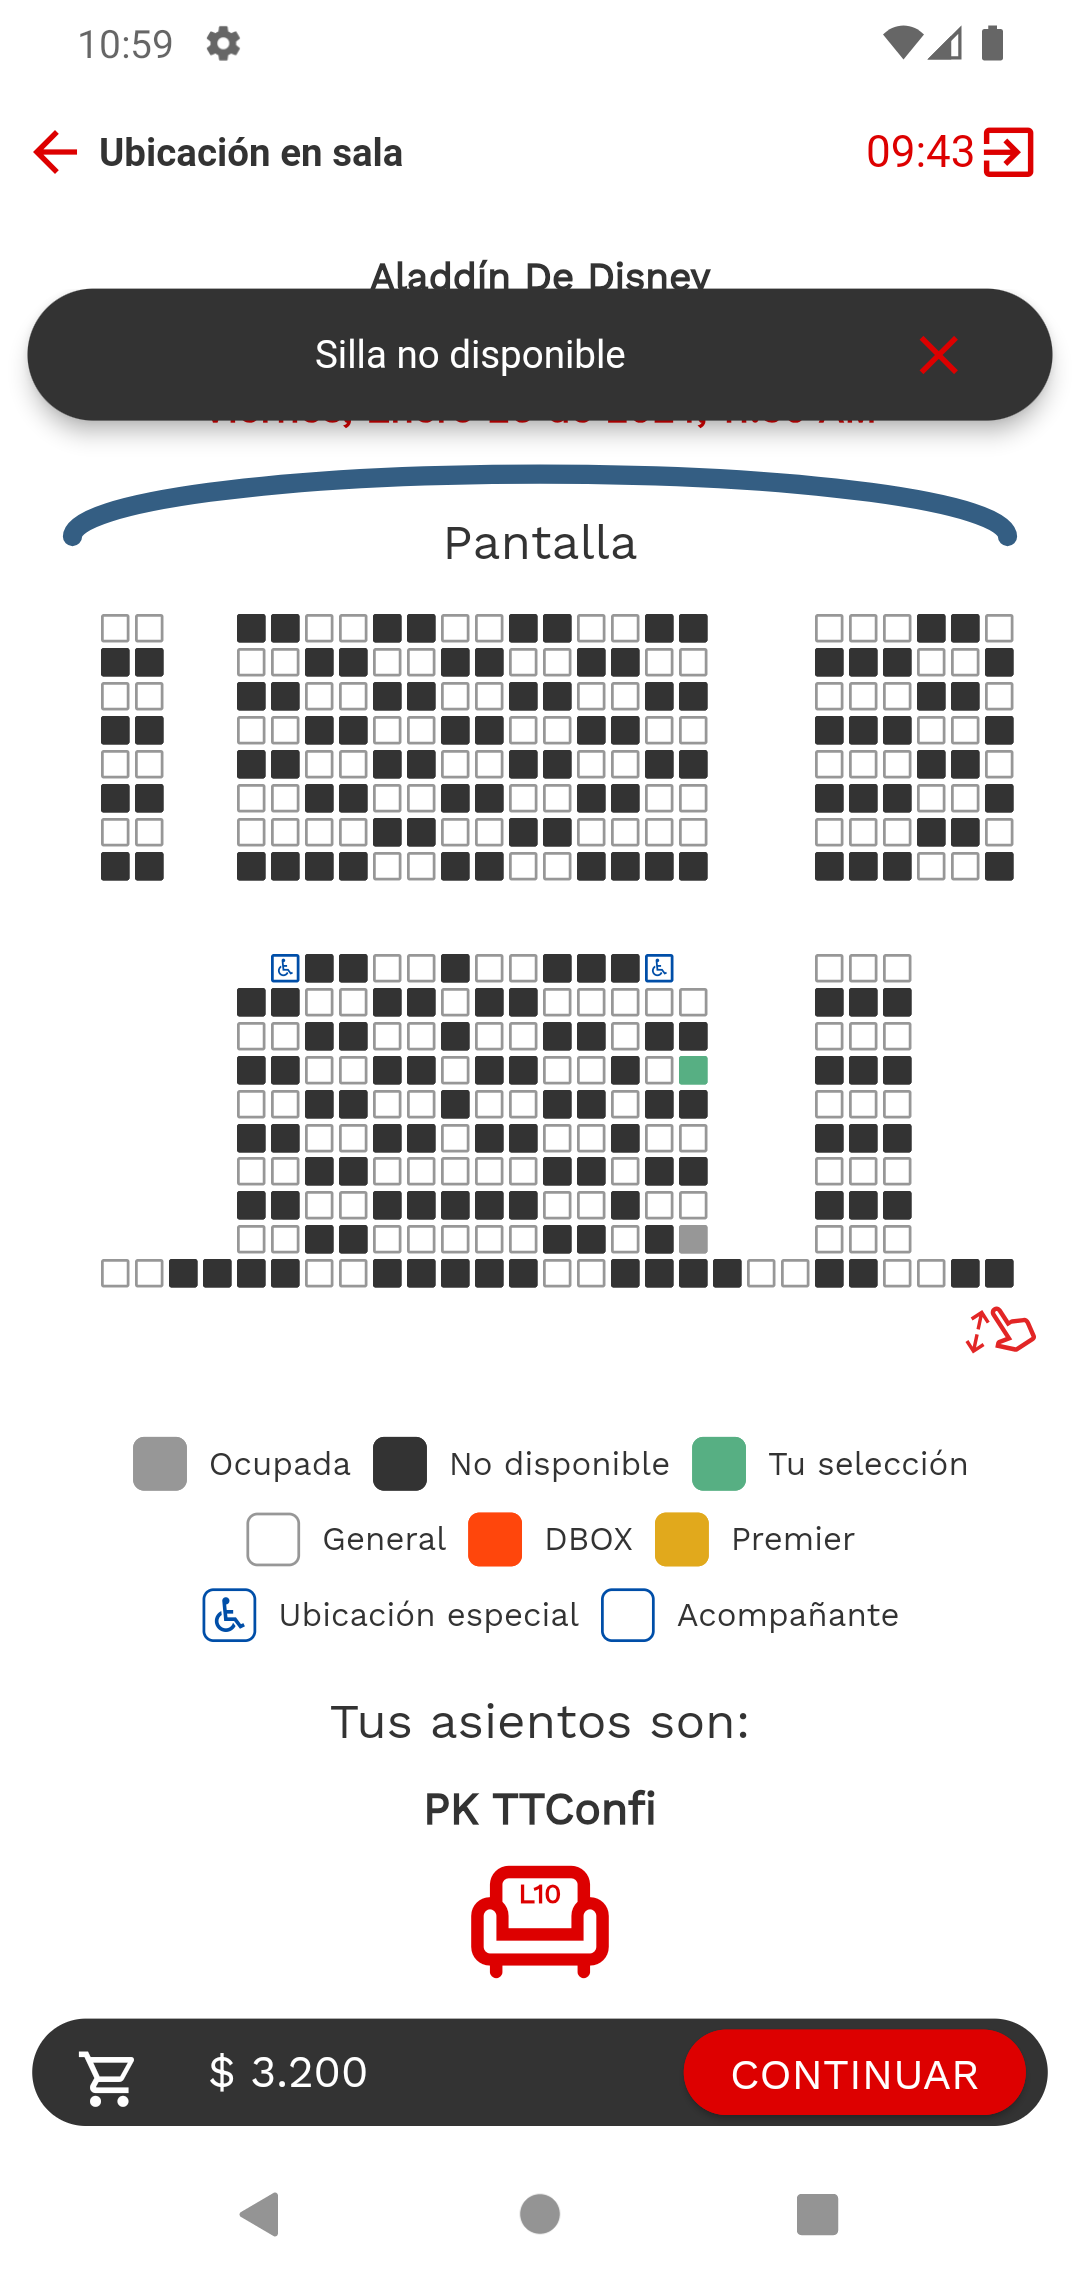 10:59
Ubicación en sala
09:43
Aladdín De Disney
Silla no disponible
Pantalla
Ocupada No disponible Tu selección
General DBOX Premier
Ubicación especial Acompañante
Tus asientos son:
PK TTConfi
L10
$ 3.200 CONTINUAR